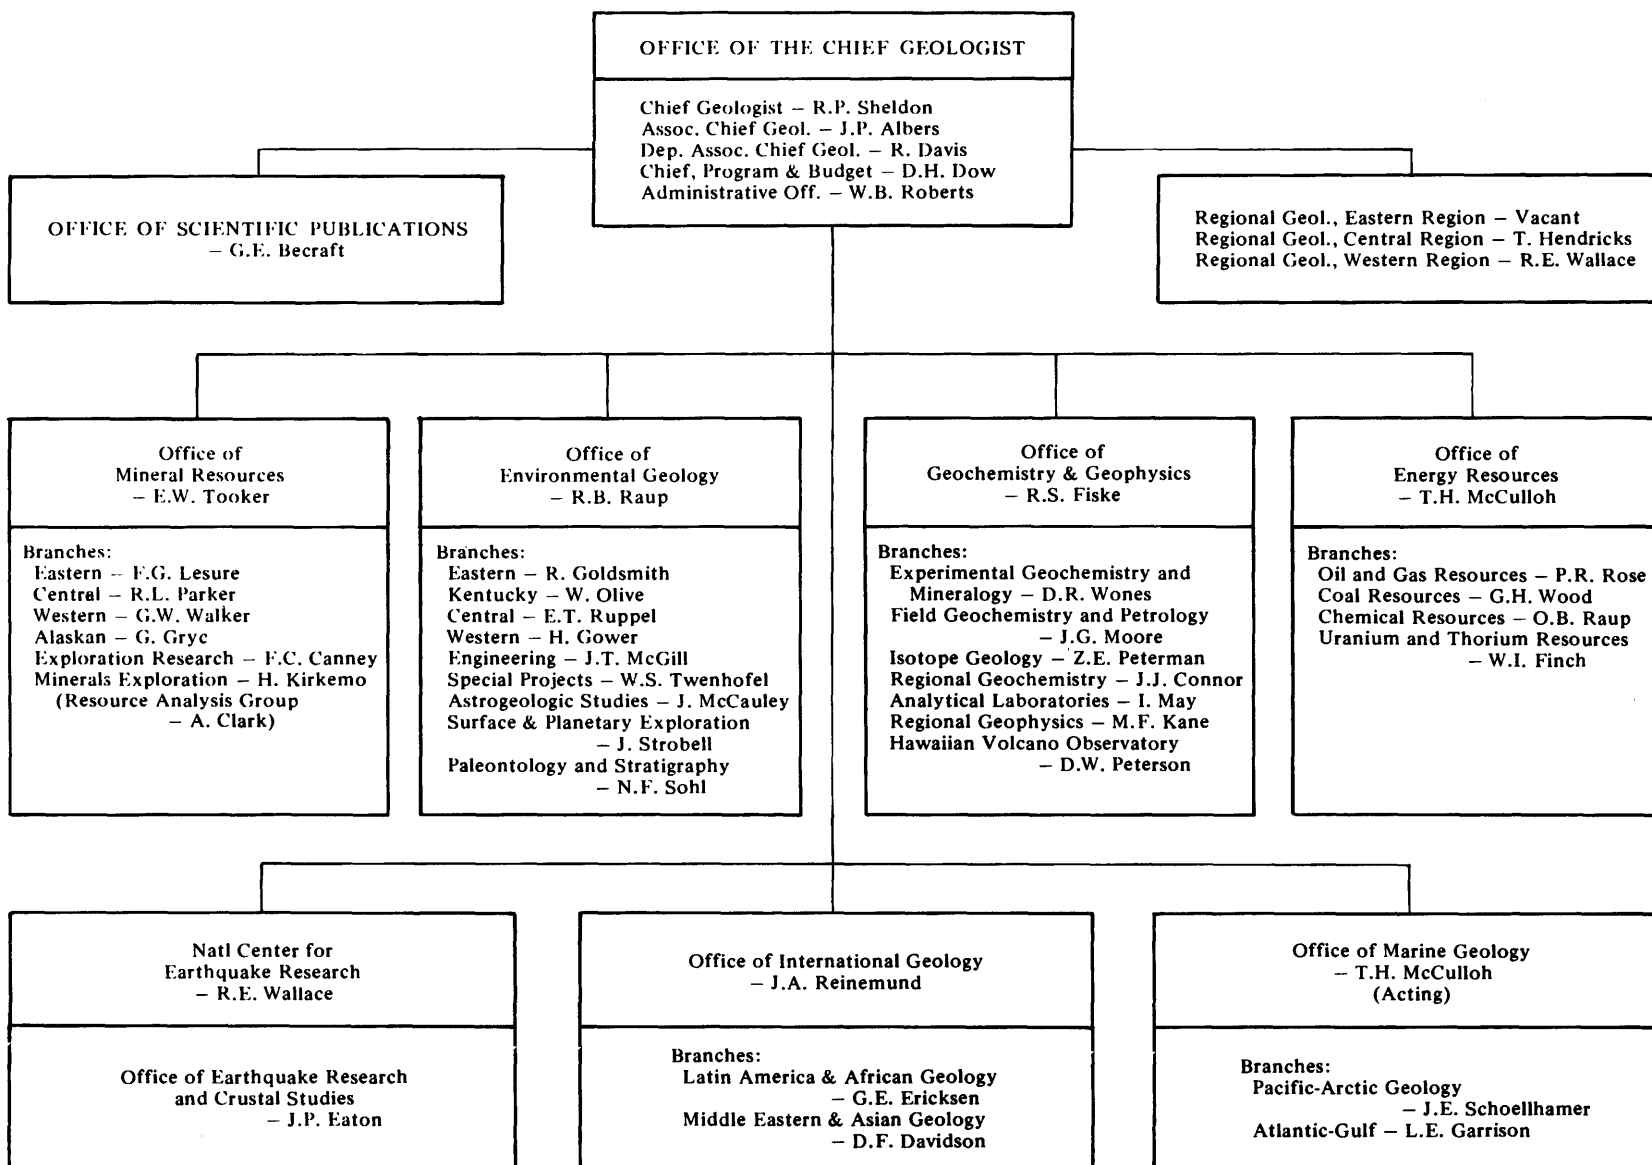 OFFICE OF THE CHIEF GEOLOGIST
Chief Geologist – R.P. Sheldon
Assoc. Chief Geol. – J.P. Albers
Dep. Assoc. Chief Geol. – R. Davis
Chief, Program & Budget – D.H. Dow
Administrative Off. – W.B. Roberts
OFFICE OF SCIENTIFIC PUBLICATIONS
– G.E. Becraft
Regional Geol., Eastern Region – Vacant
Regional Geol., Central Region – T. Hendricks
Regional Geol., Western Region – R.E. Wallace
Office of
Mineral Resources
– E.W. Tooker
Branches:
Eastern – F.G. Lesure
Central – R.L. Parker
Western – G.W. Walker
Alaskan – G. Gryc
Exploration Research – F.C. Canney
Minerals Exploration – H. Kirkemo
(Resource Analysis Group
– A. Clark)
Office of
Environmental Geology
– R.B. Raup
Branches:
Eastern – R. Goldsmith
Kentucky – W. Olive
Central – E.T. Ruppel
Western – H. Gower
Engineering – J.T. McGill
Special Projects – W.S. Twenhofel
Astrogeologic Studies – J. McCauley
Surface & Planetary Exploration
– J. Strobell
Paleontology and Stratigraphy
– N.F. Sohl
Office of
Geochemistry & Geophysics
– R.S. Fiske
Branches:
Experimental Geochemistry and
Mineralogy – D.R. Wones
Field Geochemistry and Petrology
– J.G. Moore
Isotope Geology – Z.E. Peterman
Regional Geochemistry – J.J. Connor
Analytical Laboratories – I. May
Regional Geophysics – M.F. Kane
Hawaiian Volcano Observatory
– D.W. Peterson
Office of
Energy Resources
– T.H. McCulloh
Branches:
Oil and Gas Resources – P.R. Rose
Coal Resources – G.H. Wood
Chemical Resources – O.B. Raup
Uranium and Thorium Resources
– W.I. Finch
Natl Center for
Earthquake Research
– R.E. Wallace
Office of Earthquake Research
and Crustal Studies
– J.P. Eaton
Office of International Geology
– J.A. Reinemund
Branches:
Latin America & African Geology
– G.E. Ericksen
Middle Eastern & Asian Geology
– D.F. Davidson
Office of Marine Geology
– T.H. McCulloh
(Acting)
Branches:
Pacific-Arctic Geology
– J.E. Schoellhamer
Atlantic-Gulf – L.E. Garrison